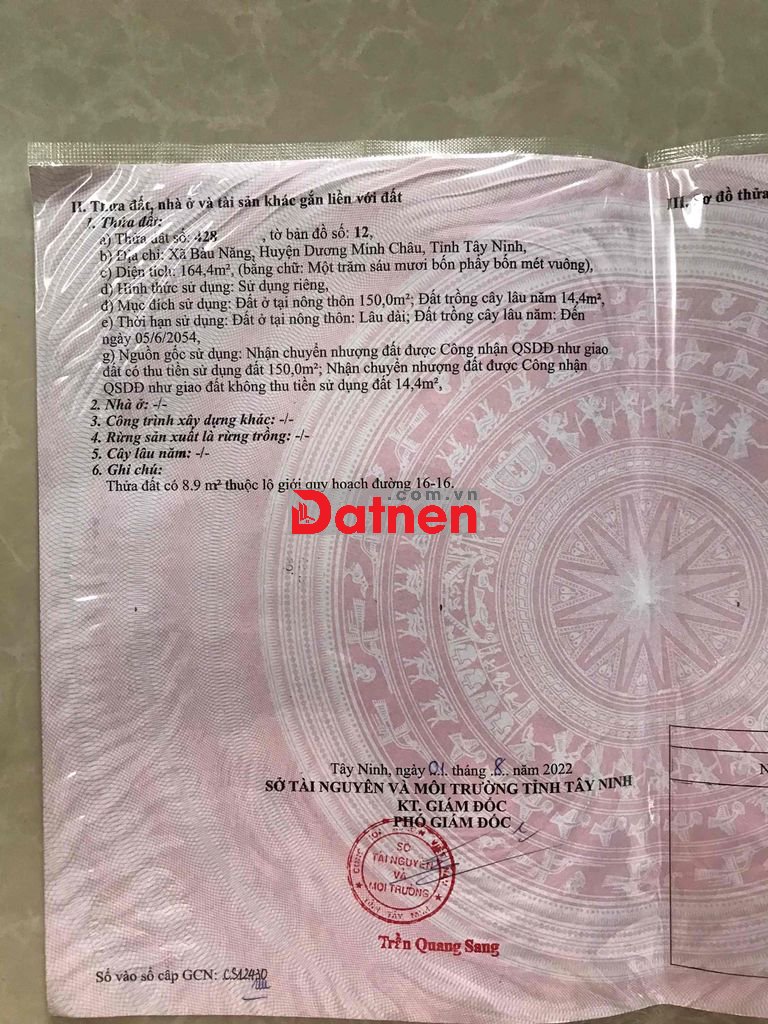 II. Thửa đất, nhà ở và tài sản khác gắn liền với đất
III. Sơ đồ thửa
1. Thửa đất:
a) Thửa đất số: 428 , tờ bản đồ số: 12,
b) Địa chỉ: Xã Bàu Năng, Huyện Dương Minh Châu, Tỉnh Tây Ninh,
c) Diện tích: 164,4m², (bằng chữ: Một trăm sáu mươi bốn phẩy bốn mét vuông),
d) Hình thức sử dụng: Sử dụng riêng,
đ) Mục đích sử dụng: Đất ở tại nông thôn 150,0m²; Đất trồng cây lâu năm 14,4m²,
e) Thời hạn sử dụng: Đất ở tại nông thôn: Lâu dài; Đất trồng cây lâu năm: Đến
ngày 05/6/2054,
g) Nguồn gốc sử dụng: Nhận chuyển nhượng đất được Công nhận QSDĐ như giao
đất có thu tiền sử dụng đất 150,0m²; Nhận chuyển nhượng đất được Công nhận
QSDĐ như giao đất không thu tiền sử dụng đất 14,4m²,
2. Nhà ở: -/-
3. Công trình xây dựng khác: -/-
4. Rừng sản xuất là rừng trồng: -/-
5. Cây lâu năm: -/-
6. Ghi chú:
Thửa đất có 8.9 m² thuộc lộ giới quy hoạch đường 16-16.
.com.vn
Datnen
Tây Ninh, ngày 01 tháng 8 năm 2022
SỞ TÀI NGUYÊN VÀ MÔI TRƯỜNG TỈNH TÂY NINH
KT. GIÁM ĐỐC
PHÓ GIÁM ĐỐC
SỞ
TÀI NGUYÊN
VÀ
MÔI TRƯỜNG
TỈNH TÂY NINH
Trần Quang Sang
Số vào sổ cấp GCN: CS12430